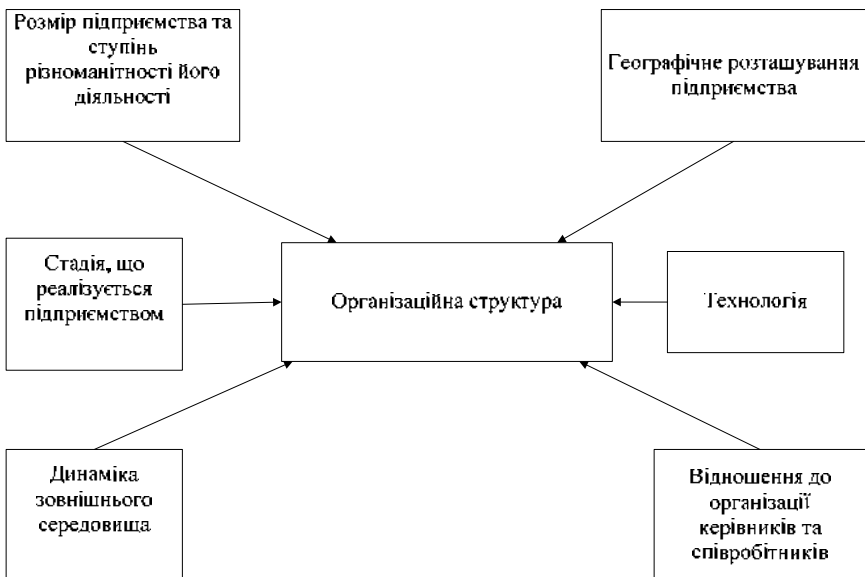 Розмір підприємства та
ступінь
різноманітності його
діяльності
Географічне розташування
підприємства
Стадія, що
реалізується
підприємством
Організаційна структура
Технологія
Динаміка
зовнішнього
середовища
Відношення до
організації
керівників та
співробітників